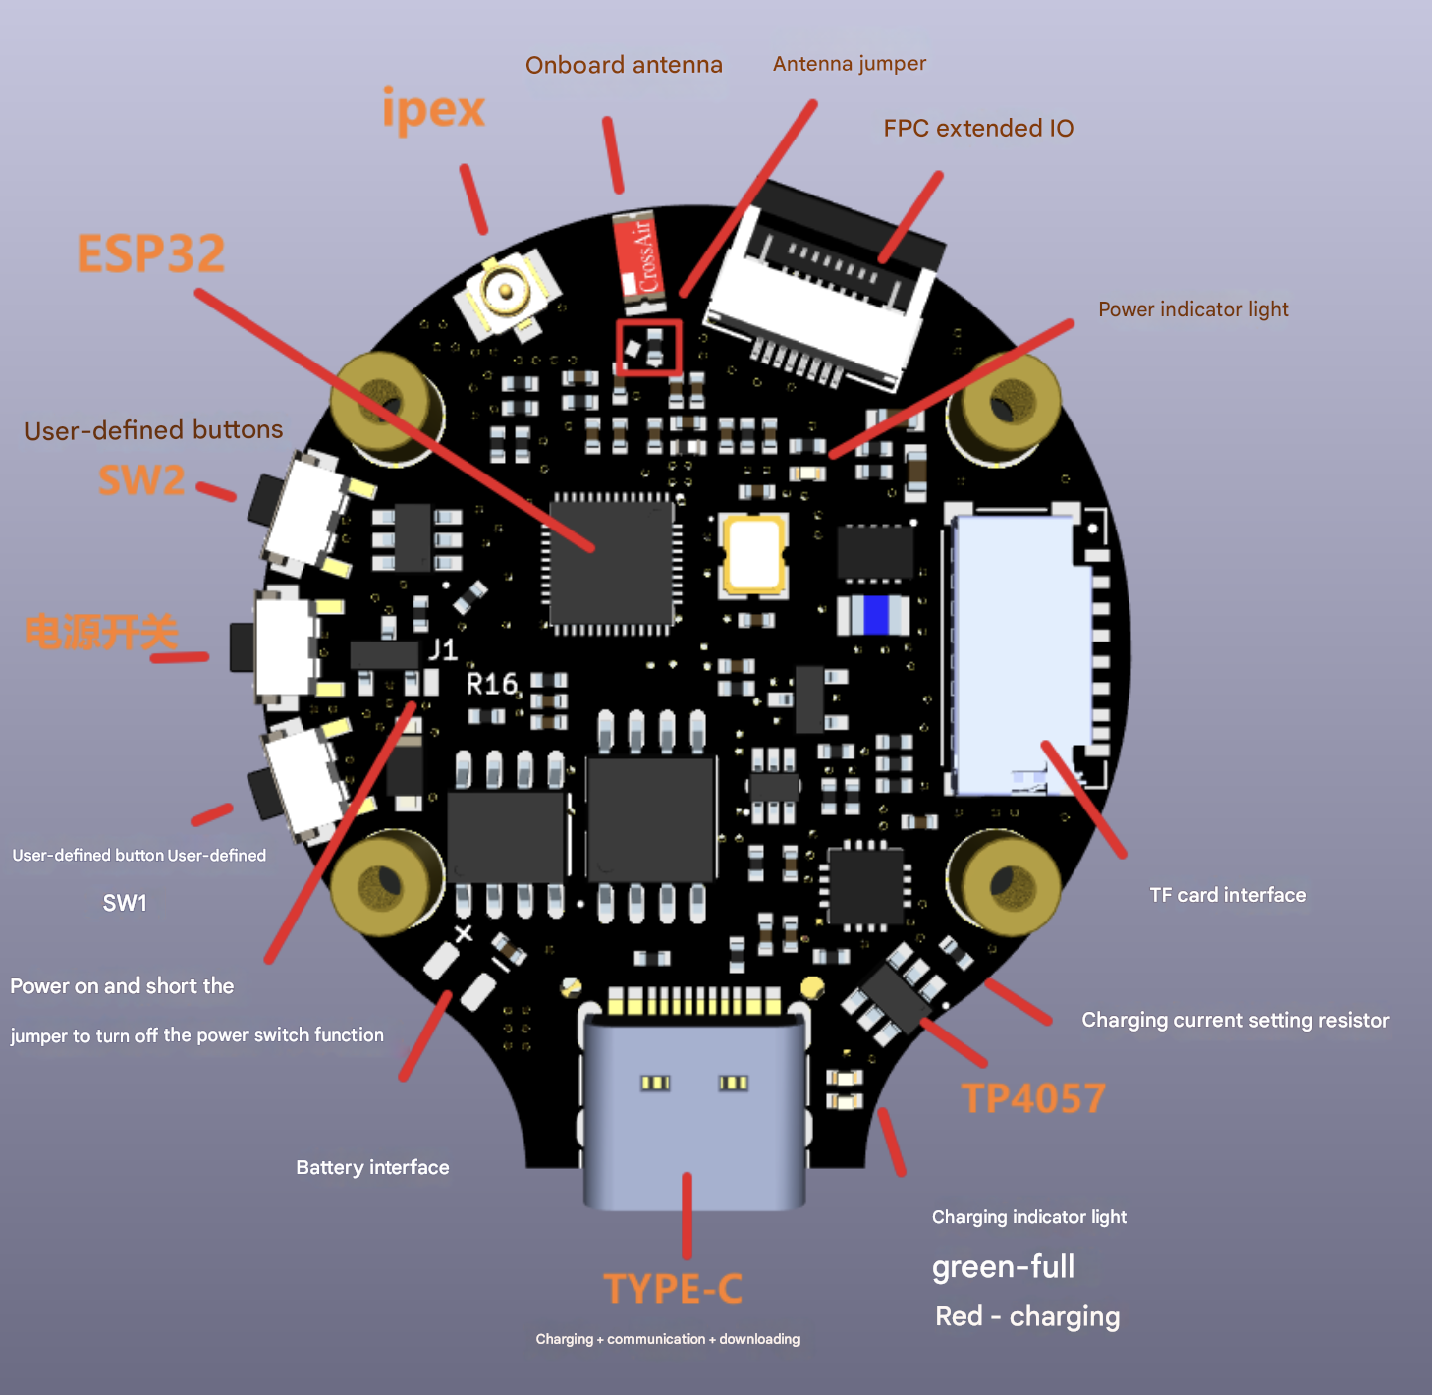 Onboard antenna
Antenna jumper
ipex
FPC extended IO
ESP32
CrossAir
Power indicator light
User-defined buttons
SW2
电源开关
J1
R16
User-defined button User-defined
SW1
TF card interface
+
Power on and short the
jumper to turn off the power switch function
Charging current setting resistor
TP4057
Battery interface
Charging indicator light
green-full
Red - charging
TYPE-C
Charging + communication + downloading